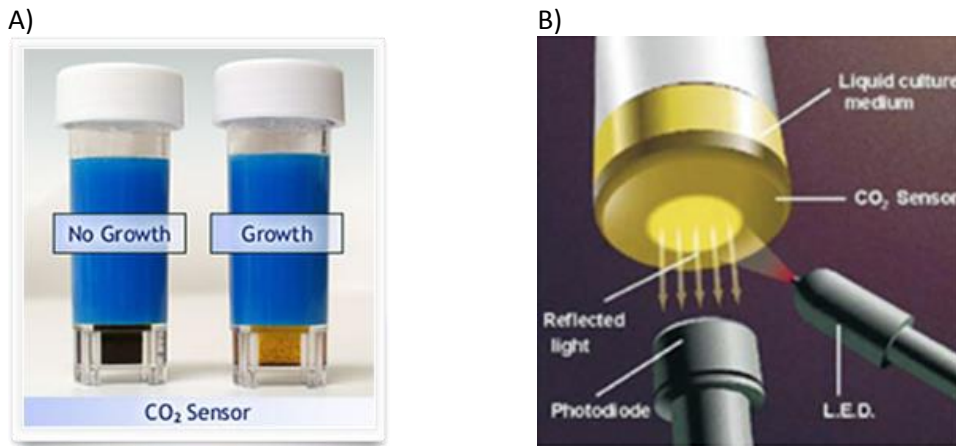 A)
B)
No Growth
Growth
CO₂ Sensor
Liquid culture
medium
CO₂ Sensor
Reflected
light
Photodiode
L.E.D.